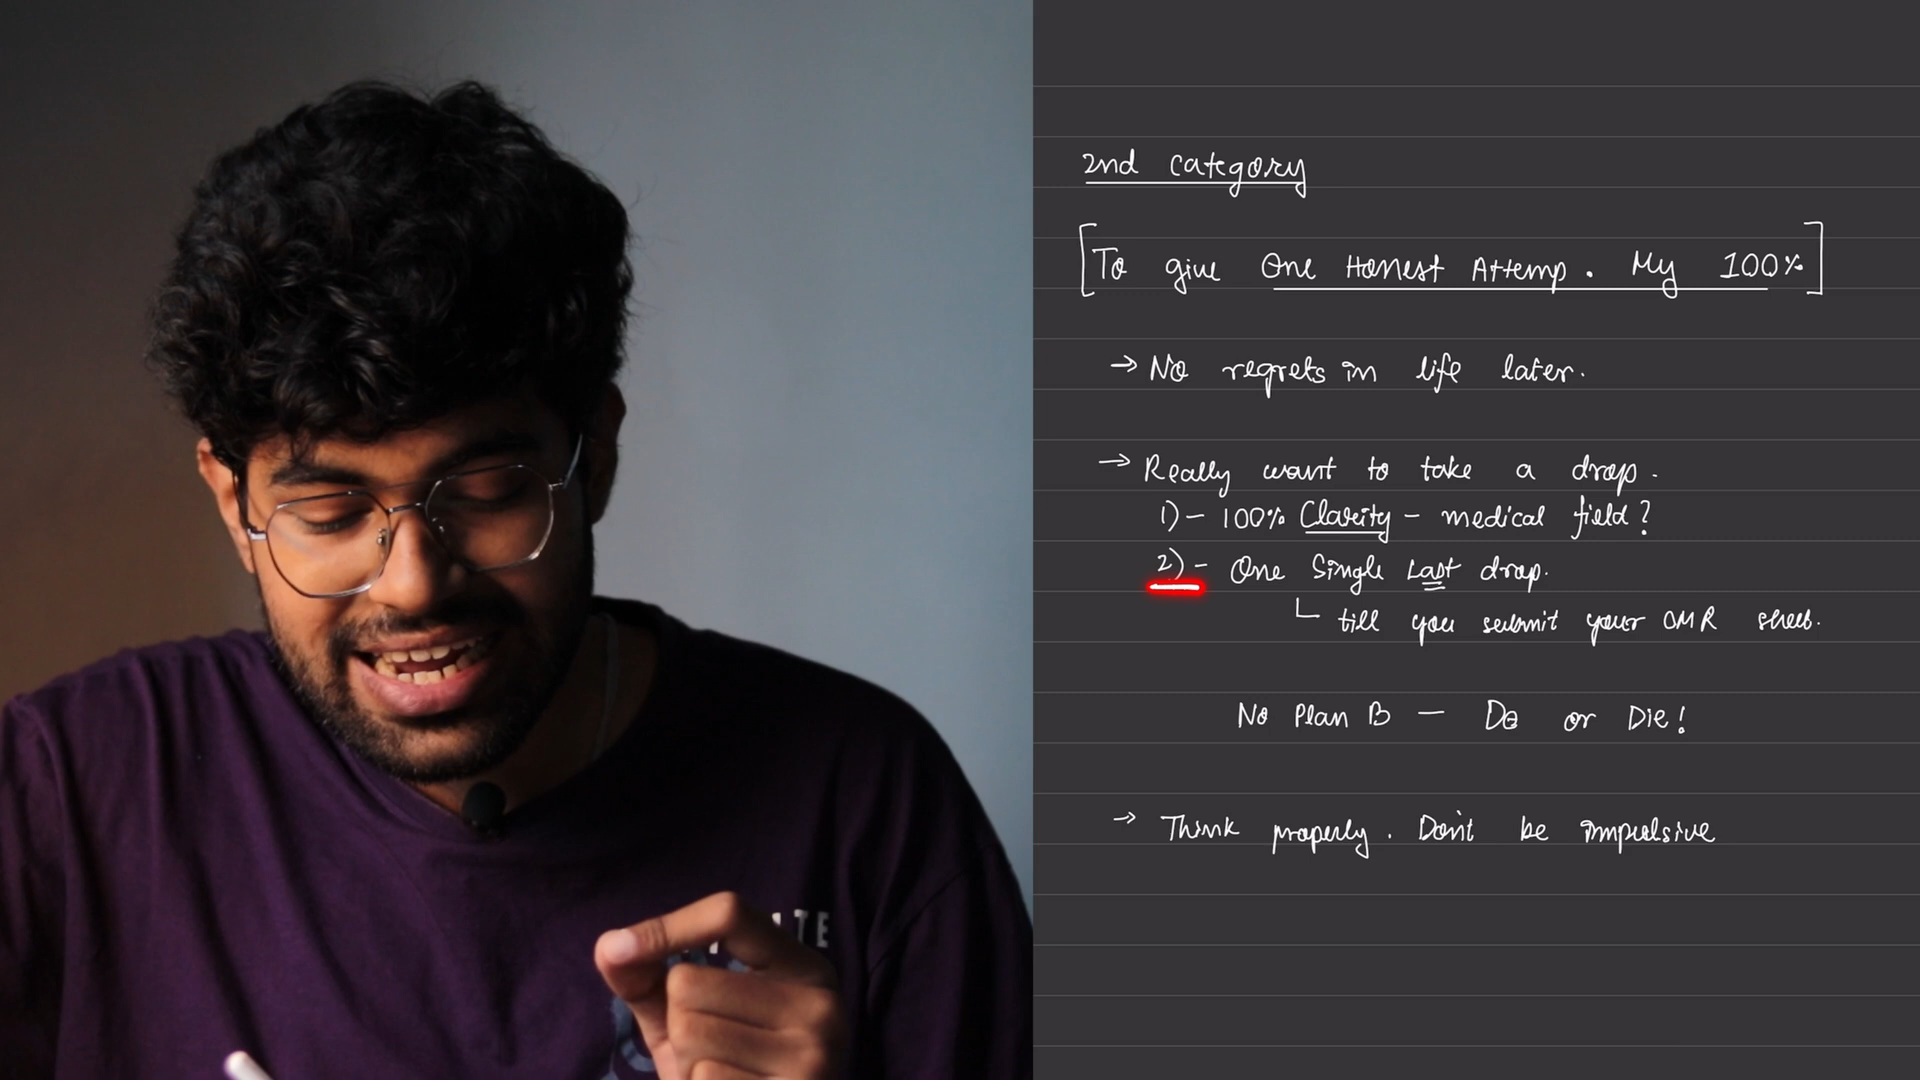 2nd category
[To give One Honest Attemp. My 100%]
→ No regrets in life later.
→ Really want to take a drop.
1) - 100% Clarity - medical field?
2) - One Single Last drop.
till you submit your OMR sheet.
No Plan B — Do or Die!
→ Think properly. Don't be impulsive